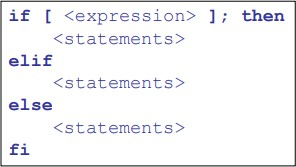 if [ <expression> ]; then
    <statements>
elif
    <statements>
else
    <statements>
fi